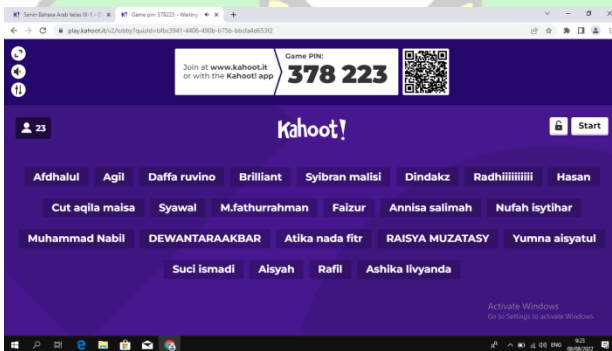 Senin Bahasa Arab kelas IX-1 -
Game pin: 378223 - Waiting
play.kahoot.it/v2/lobby?quizId=bfbc3941-4406-490b-b75b-bbcfa4d653f2
Join at www.kahoot.it
or with the Kahoot! app
Game PIN:
378 223
23
Kahoot!
Start
Afdhalul Agil Daffa ruvino Brilliant Syibran malisi Dindakz Radhiiiiiiiiii Hasan
Cut aqila maisa Syawal M.fathurrahman Faizur Annisa salimah Nufah isytihar
Muhammad Nabil DEWANTARAAKBAR Atika nada fitr RAISYA MUZATASY Yumna aisyatul
Suci ismadi Aisyah Rafil Ashika livyanda
Activate Windows
Go to Settings to activate Windows.
ENG
9:23
08/08/2022